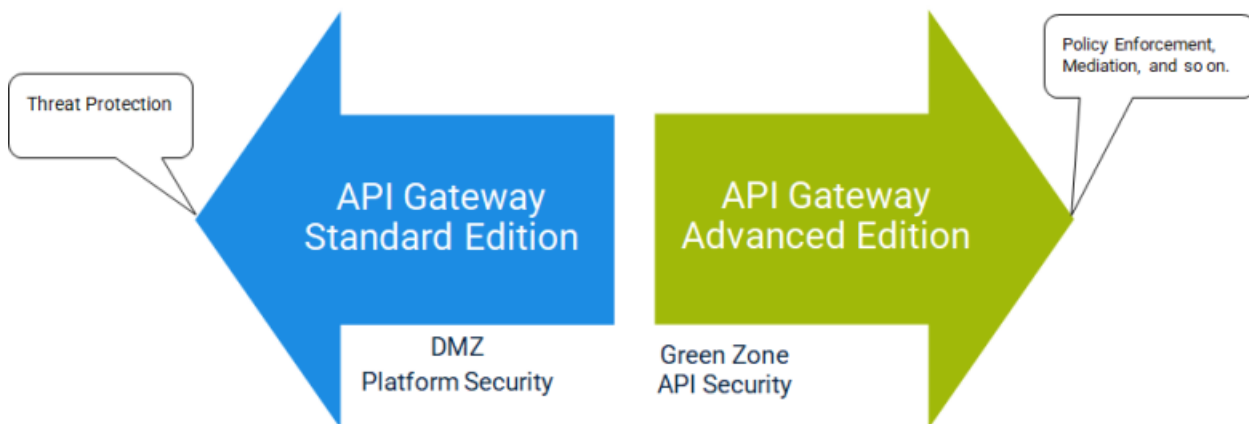 Threat Protection
API Gateway
Standard Edition
DMZ
Platform Security
API Gateway
Advanced Edition
Green Zone
API Security
Policy Enforcement,
Mediation, and so on.